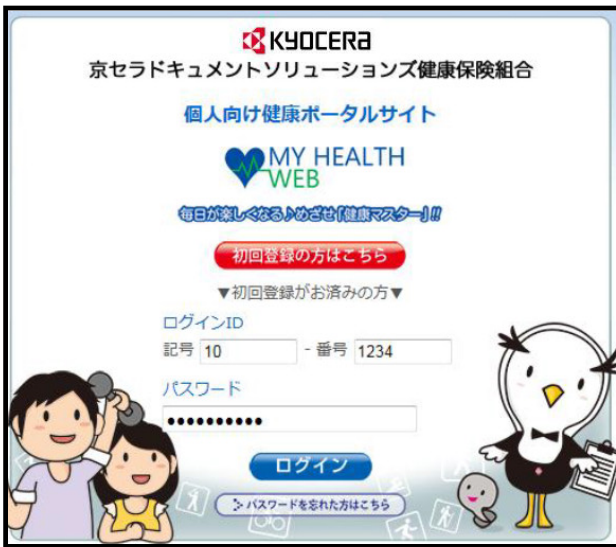 KYOCERA
京セラドキュメントソリューションズ健康保険組合
個人向け健康ポータルサイト
MY HEALTH
WEB
毎日が楽しくなる♪めざせ「健康マスター」!!
初回登録の方はこちら
▼初回登録がお済みの方▼
ログインID
記号 10 - 番号 1234
パスワード
●●●●●●●●●●
ログイン
パスワードを忘れた方はこちら